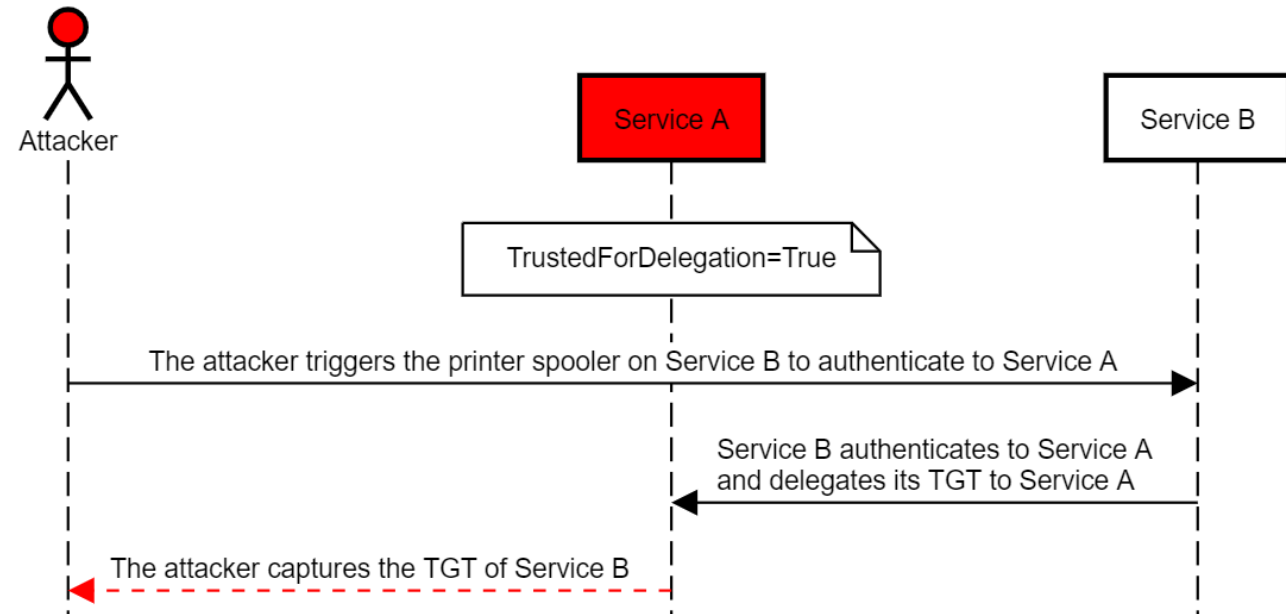 Attacker
Service A
Service B
TrustedForDelegation=True
The attacker triggers the printer spooler on Service B to authenticate to Service A
Service B authenticates to Service A
and delegates its TGT to Service A
The attacker captures the TGT of Service B